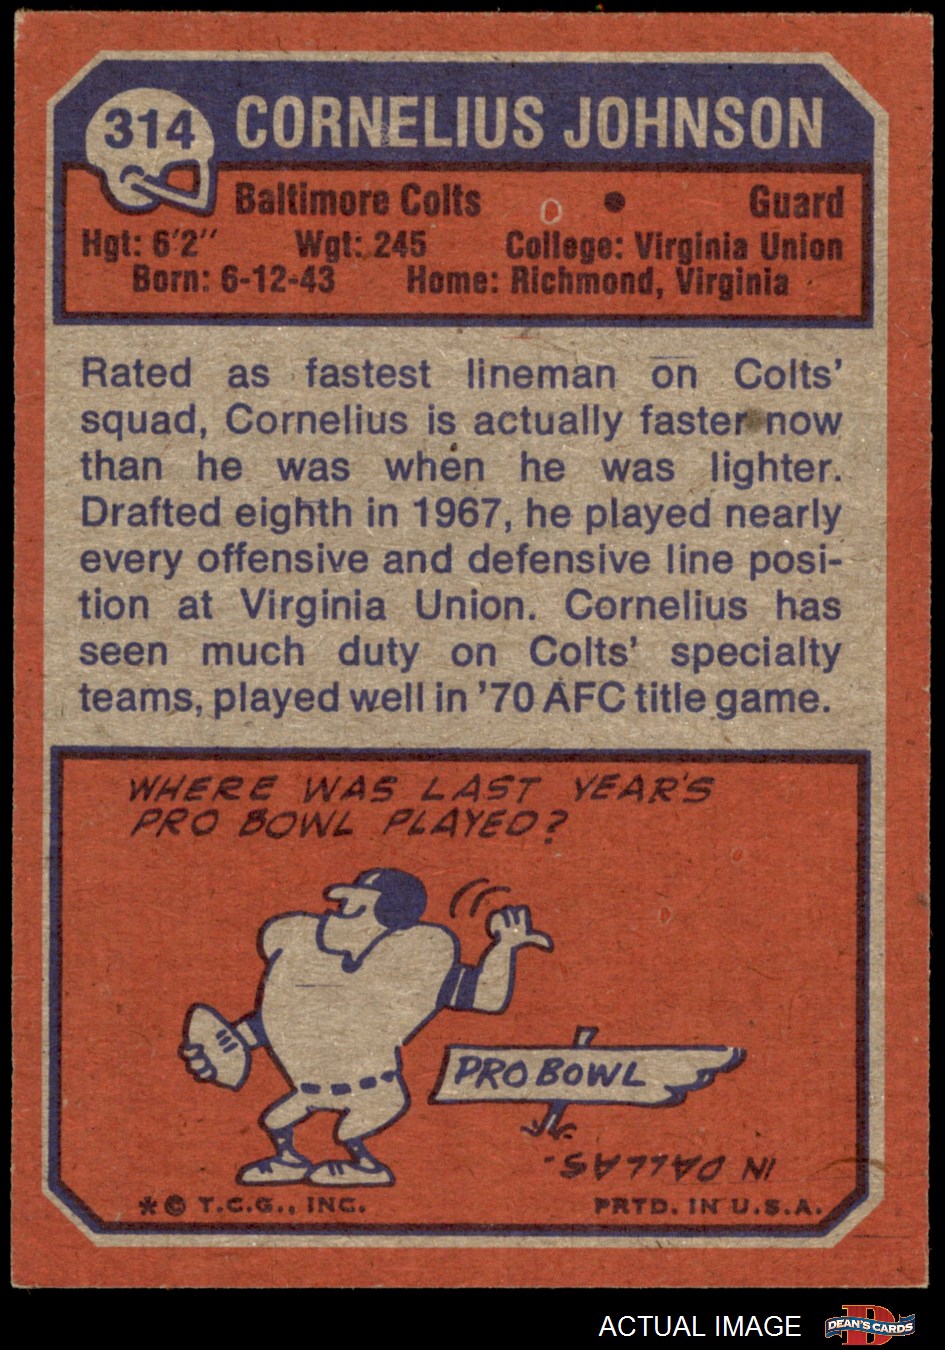 314 CORNELIUS JOHNSON
Baltimore Colts • Guard
Hgt: 6'2" Wgt: 245 College: Virginia Union
Born: 6-12-43 Home: Richmond, Virginia
Rated as fastest lineman on Colts'
squad, Cornelius is actually faster now
than he was when he was lighter.
Drafted eighth in 1967, he played nearly
every offensive and defensive line posi-
tion at Virginia Union. Cornelius has
seen much duty on Colts' specialty
teams, played well in '70 AFC title game.
WHERE WAS LAST YEAR'S
PRO BOWL PLAYED?
PRO BOWL
IN DALLAS.
* © T.C.G., INC. PRTD. IN U.S.A.
ACTUAL IMAGE D DEAN'S CARDS